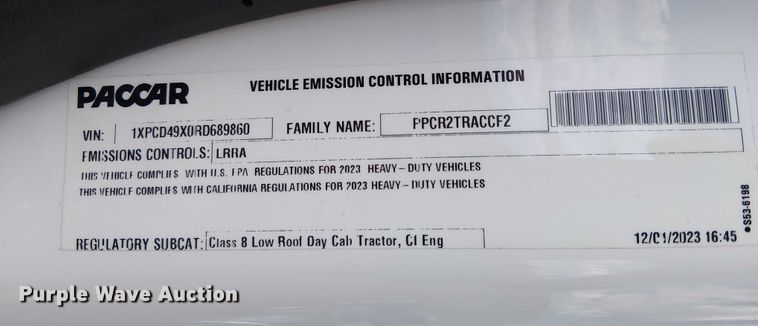 PACCAR
VEHICLE EMISSION CONTROL INFORMATION
VIN: 1XPCD49X0RD689860 FAMILY NAME: PPCR2TRACCF2
EMISSIONS CONTROLS: LRRA
THIS VEHICLE COMPLIES WITH U.S. EPA REGULATIONS FOR 2023 HEAVY-DUTY VEHICLES
THIS VEHICLE COMPLIES WITH CALIFORNIA REGULATIONS FOR 2023 HEAVY-DUTY VEHICLES
REGULATORY SUBCAT: Class 8 Low Roof Day Cab Tractor, CI Eng
12/01/2023 16:45
S53-6198
Purple Wave Auction